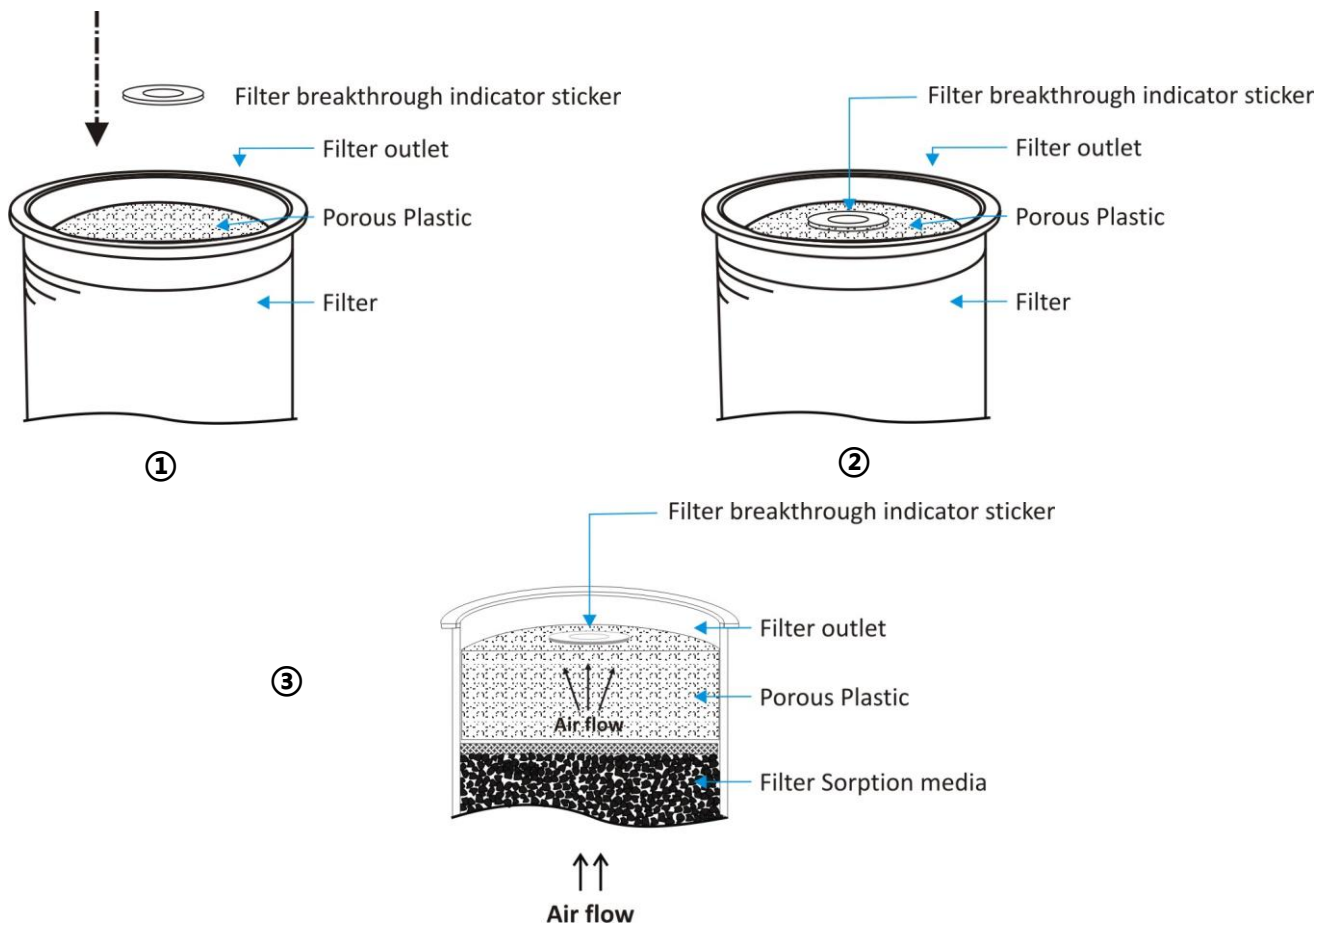 Filter breakthrough indicator sticker
Filter outlet
Porous Plastic
Filter
①
Filter breakthrough indicator sticker
Filter outlet
Porous Plastic
Filter
②
Filter breakthrough indicator sticker
Filter outlet
③
Porous Plastic
Air flow
Filter Sorption media
Air flow